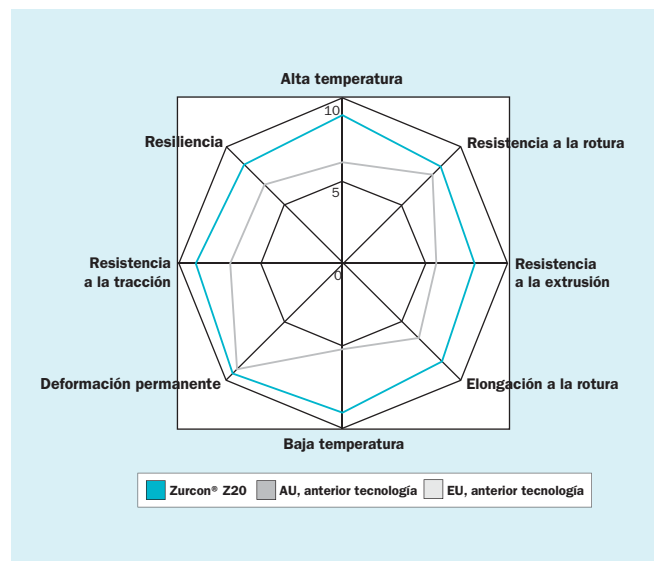 Alta temperatura
10
Resiliencia
Resistencia a la rotura
5
Resistencia
a la tracción
0
Resistencia
a la extrusión
Deformación permanente
Elongación a la rotura
Baja temperatura
Zurcon® Z20
AU, anterior tecnología
EU, anterior tecnología